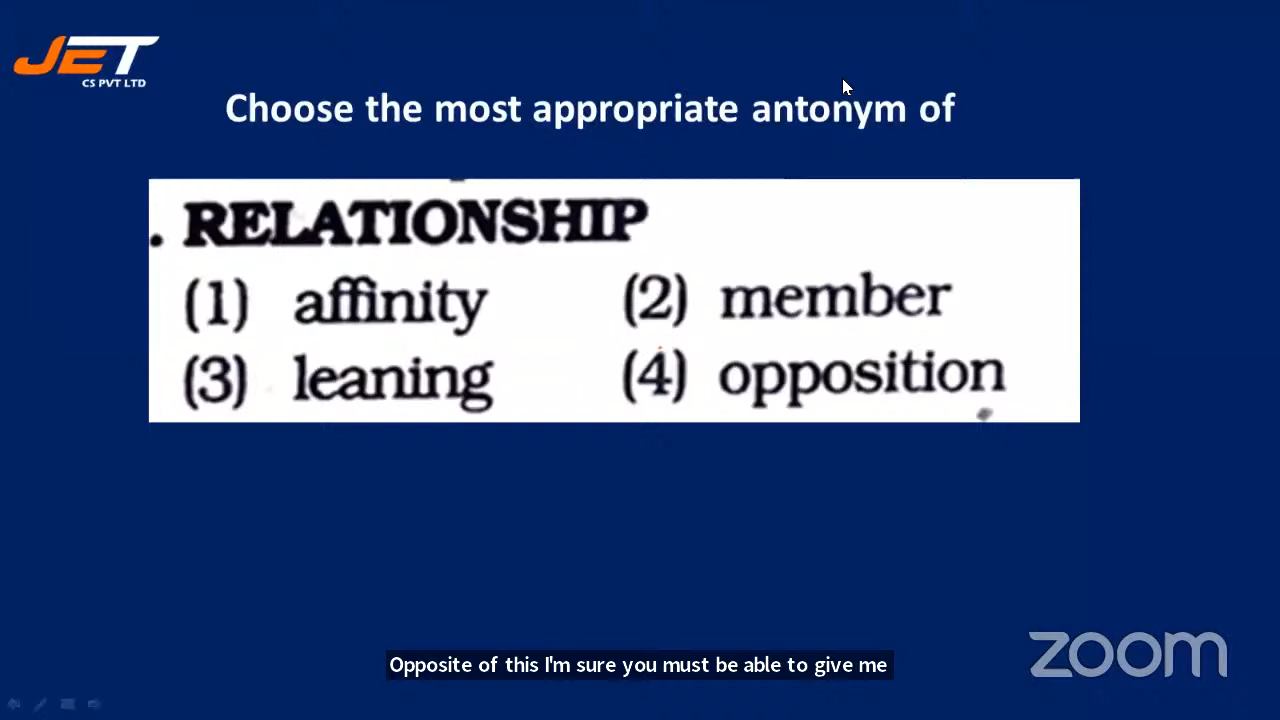 JET
CS PVT LTD
Choose the most appropriate antonym of
. RELATIONSHIP
(1) affinity (2) member
(3) leaning (4) opposition
Opposite of this I'm sure you must be able to give me
zoom